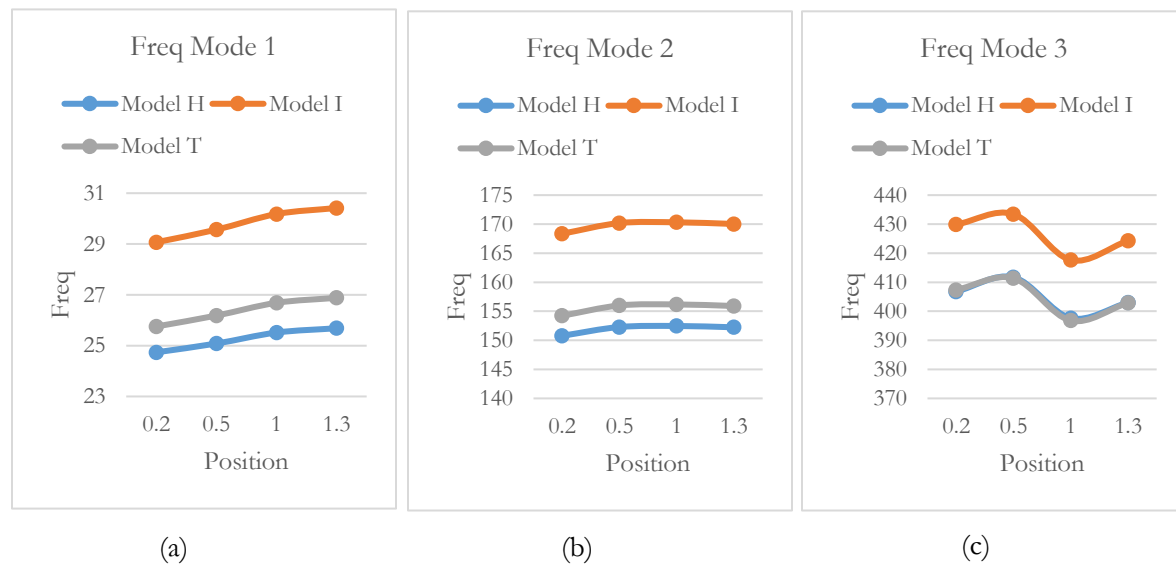 Freq Mode 1
Model H Model I
Model T
31
29
27
25
23
Freq
0.2 0.5 1 1.3
Position
(a)
Freq Mode 2
Model H Model I
Model T
175
170
165
160
155
150
145
140
Freq
0.2 0.5 1 1.3
Position
(b)
Freq Mode 3
Model H Model I
Model T
440
430
420
410
400
390
380
370
Freq
0.2 0.5 1 1.3
Position
(c)